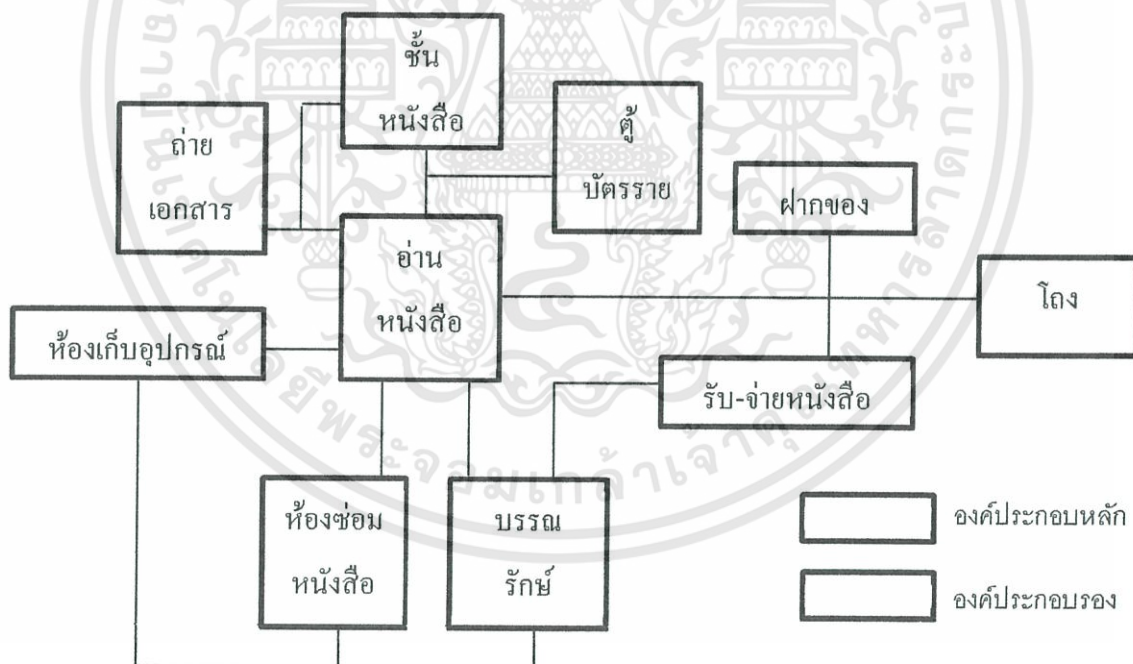 ชั้น
หนังสือ
ถ่าย
เอกสาร
ตู้
บัตรราย
ฝากของ
อ่าน
หนังสือ
โถง
ห้องเก็บอุปกรณ์
รับ-จ่ายหนังสือ
ห้องซ่อม
หนังสือ
บรรณ
รักษ์
องค์ประกอบหลัก
องค์ประกอบรอง